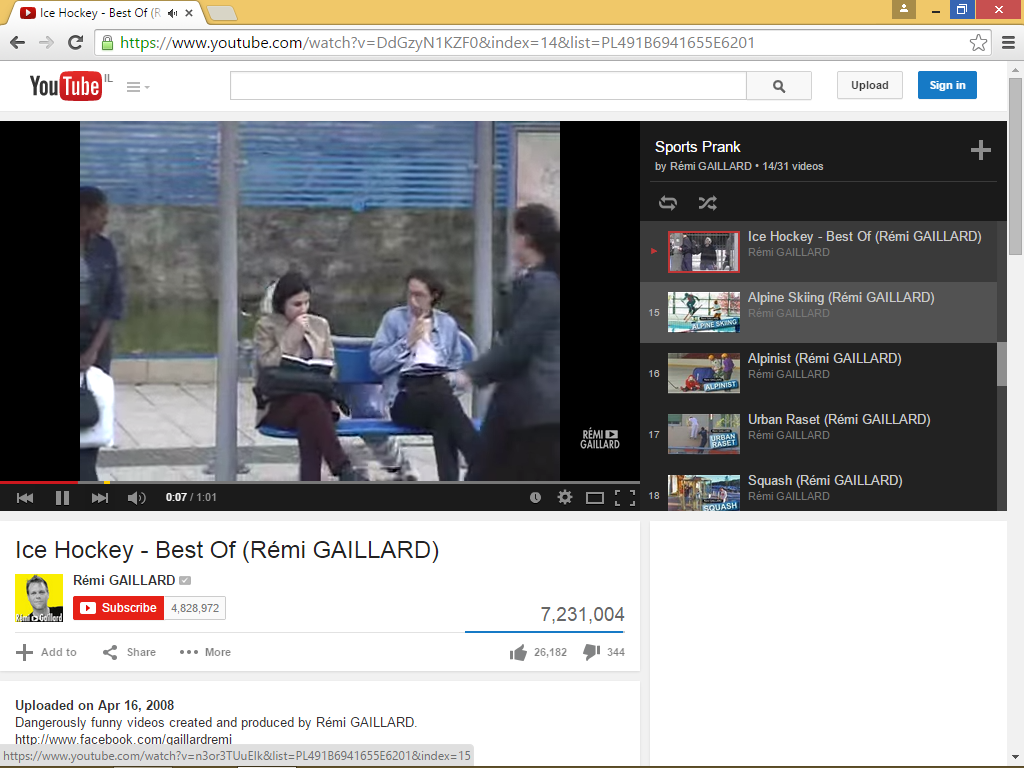 Ice Hockey - Best Of (R
https://www.youtube.com/watch?v=DdGzyN1KZF0&index=14&list=PL491B6941655E6201
YouTube IL
Upload
Sign in
Sports Prank
by Rémi GAILLARD • 14/31 videos
Ice Hockey - Best Of (Rémi GAILLARD)
Rémi GAILLARD
15
ALPINE SKIING
Alpine Skiing (Rémi GAILLARD)
Rémi GAILLARD
16
ALPINIST
Alpinist (Rémi GAILLARD)
Rémi GAILLARD
17
URBAN
RASET
Urban Raset (Rémi GAILLARD)
Rémi GAILLARD
18
SQUASH
Squash (Rémi GAILLARD)
Rémi GAILLARD
RÉMI
GAILLARD
0:07 / 1:01
Ice Hockey - Best Of (Rémi GAILLARD)
Rémi GAILLARD
Rémi Gaillard
Subscribe 4,828,972
7,231,004
Add to Share More
26,182 344
Uploaded on Apr 16, 2008
Dangerously funny videos created and produced by Rémi GAILLARD.
http://www.facebook.com/gaillardremi
https://www.youtube.com/watch?v=n3or3TUuElk&list=PL491B6941655E6201&index=15